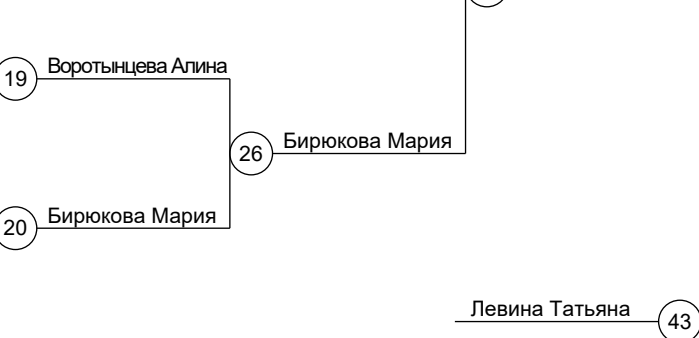 19 Воротынцева Алина
26 Бирюкова Мария
20 Бирюкова Мария
Левина Татьяна 43